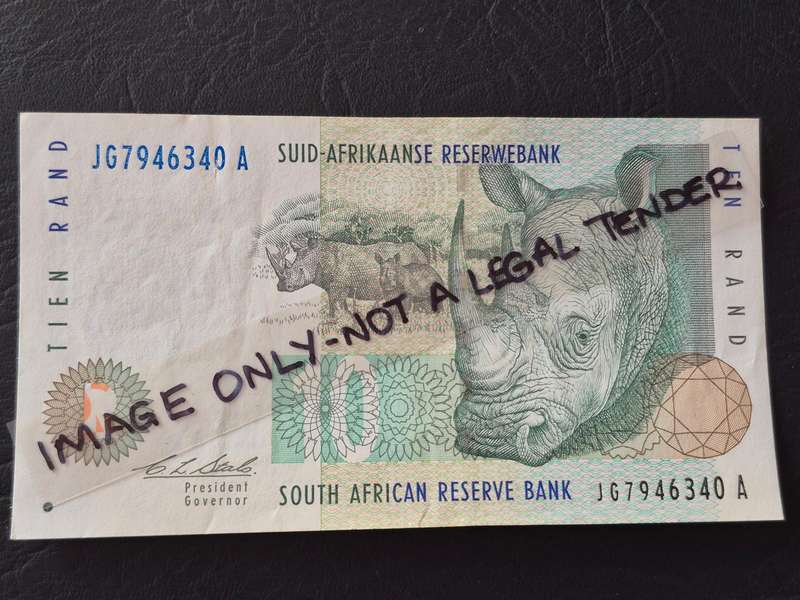 TIEN RAND
JG7946340 A
SUID-AFRIKAANSE RESERWEBANK
TEN RAND
IMAGE ONLY-NOT A LEGAL TENDER
C L Stals.
President
Governor
SOUTH AFRICAN RESERVE BANK
JG7946340 A